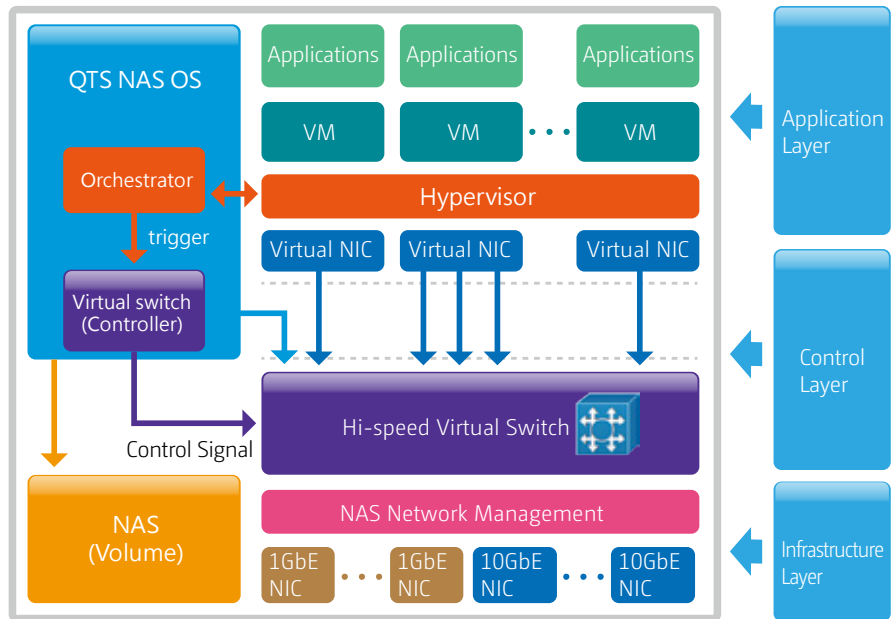 QTS NAS OS
Orchestrator
trigger
Virtual switch
(Controller)
Control Signal
NAS
(Volume)
Applications
Applications
Applications
VM
VM
VM
Hypervisor
Virtual NIC
Virtual NIC
Virtual NIC
Hi-speed Virtual Switch
NAS Network Management
1GbE
NIC
1GbE
NIC
10GbE
NIC
10GbE
NIC
Application
Layer
Control
Layer
Infrastructure
Layer